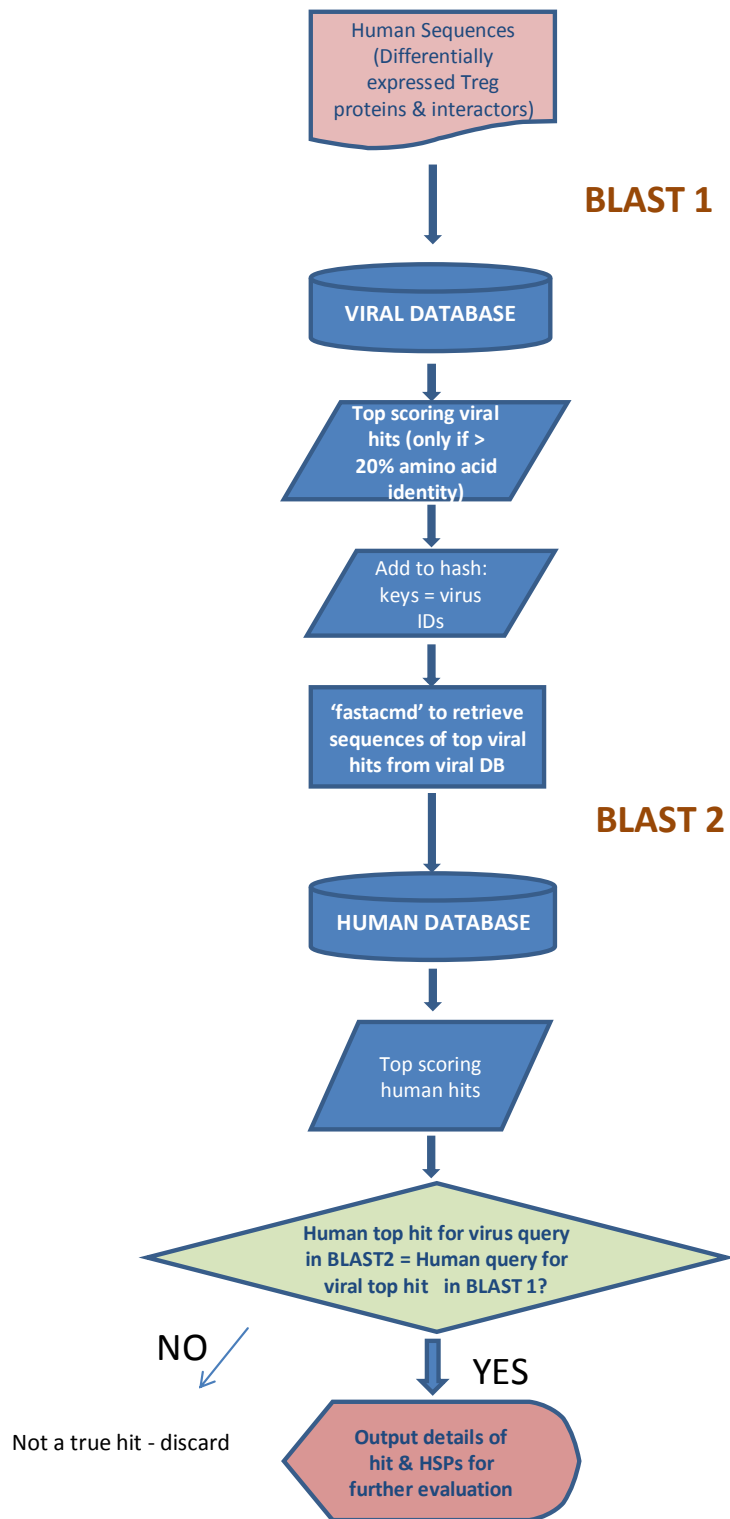 Human Sequences
(Differentially
expressed Treg
proteins & interactors)
BLAST 1
VIRAL DATABASE
Top scoring viral
hits (only if >
20% amino acid
identity)
Add to hash:
keys = virus
IDs
‘fastacmd’ to retrieve
sequences of top viral
hits from viral DB
BLAST 2
HUMAN DATABASE
Top scoring
human hits
Human top hit for virus query
in BLAST2 = Human query for
viral top hit in BLAST 1?
NO
YES
Not a true hit - discard
Output details of
hit & HSPs for
further evaluation